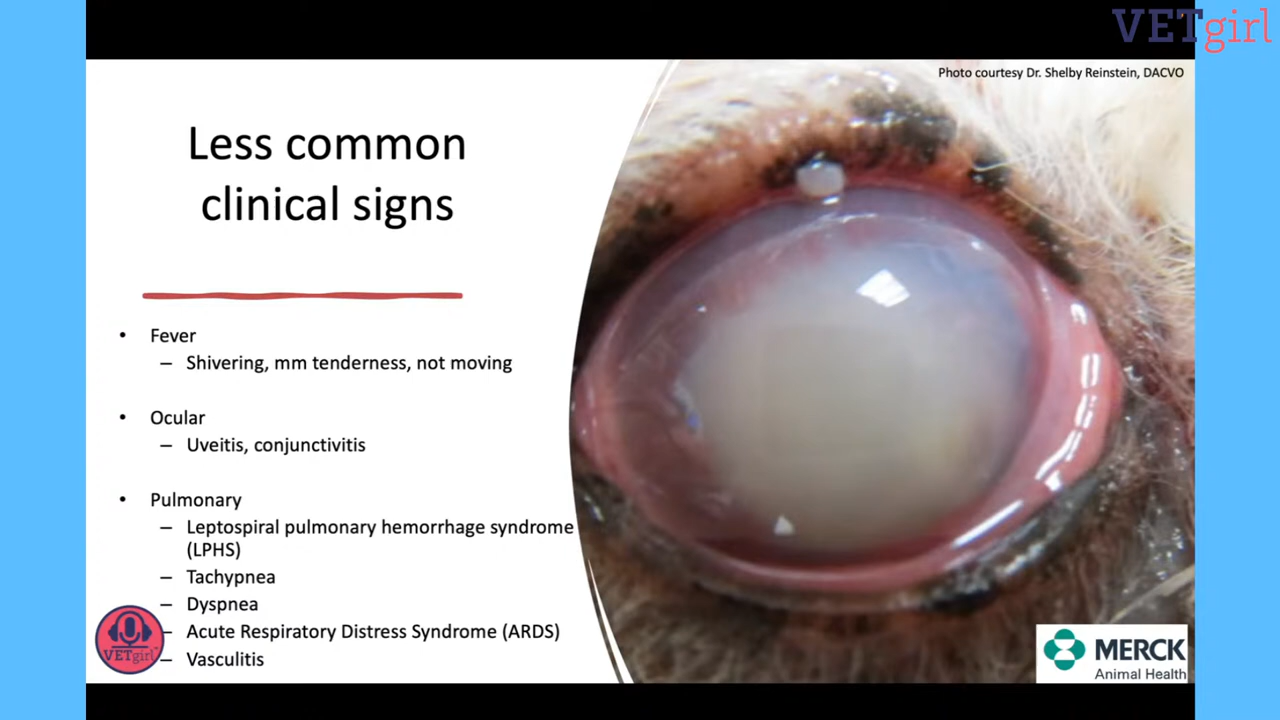 VETgirl
Photo courtesy Dr. Shelby Reinstein, DACVO
Less common
clinical signs
• Fever
– Shivering, mm tenderness, not moving
• Ocular
– Uveitis, conjunctivitis
• Pulmonary
– Leptospiral pulmonary hemorrhage syndrome
(LPHS)
– Tachypnea
– Dyspnea
– Acute Respiratory Distress Syndrome (ARDS)
– Vasculitis
VETgirl
MERCK
Animal Health